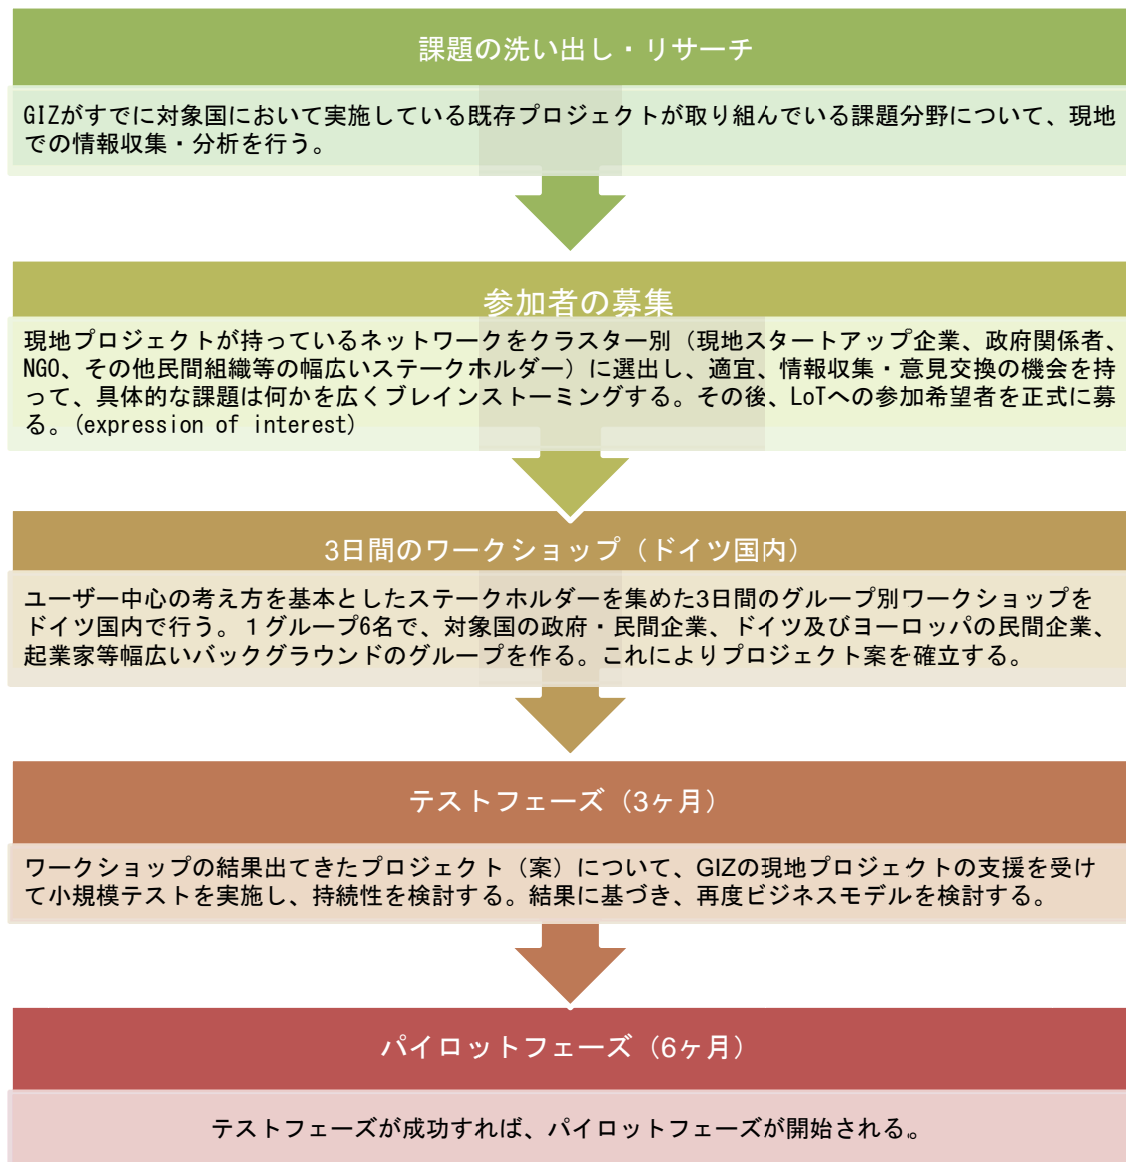 課題の洗い出し・リサーチ
GIZがすでに対象国において実施している既存プロジェクトが取り組んでいる課題分野について、現地
での情報収集・分析を行う。
参加者の募集
現地プロジェクトが持っているネットワークをクラスター別（現地スタートアップ企業、政府関係者、
NGO、その他民間組織等の幅広いステークホルダー）に選出し、適宜、情報収集・意見交換の機会を持
って、具体的な課題は何かを広くブレインストーミングする。その後、LoTへの参加希望者を正式に募
る。(expression of interest)
3日間のワークショップ（ドイツ国内）
ユーザー中心の考え方を基本としたステークホルダーを集めた3日間のグループ別ワークショップを
ドイツ国内で行う。１グループ6名で、対象国の政府・民間企業、ドイツ及びヨーロッパの民間企業、
起業家等幅広いバックグラウンドのグループを作る。これによりプロジェクト案を確立する。
テストフェーズ（3ヶ月）
ワークショップの結果出てきたプロジェクト（案）について、GIZの現地プロジェクトの支援を受け
て小規模テストを実施し、持続性を検討する。結果に基づき、再度ビジネスモデルを検討する。
パイロットフェーズ（6ヶ月）
テストフェーズが成功すれば、パイロットフェーズが開始される。